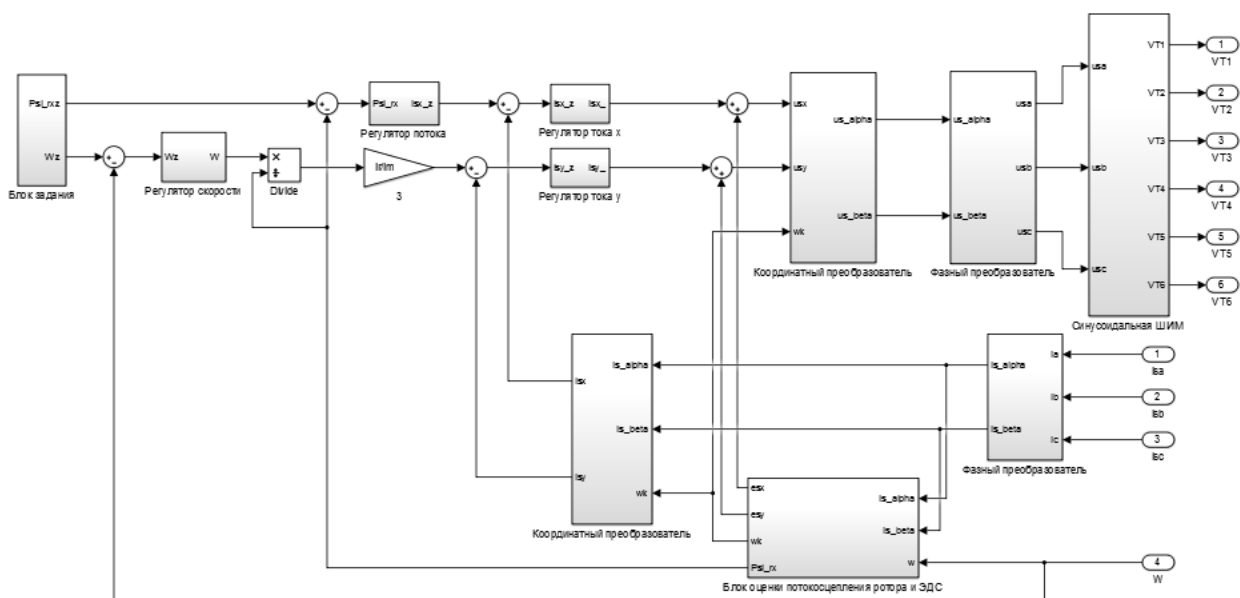 Psi_rxz
Wz
Блок задания
Wz
W
Регулятор скорости
Divide
Psi_rx
Isx_z
Регулятор потока
lr/lm
3
Isx_z
Isx_
Регулятор тока x
Isy_z
Isy_
Регулятор тока y
usx
usy
wk
us_alpha
us_beta
Координатный преобразователь
us_alpha
us_beta
usa
usb
usc
Фазный преобразователь
usa
usb
usc
VT1
VT2
VT3
VT4
VT5
VT6
Синусоидальная ШИМ
1
VT1
2
VT2
3
VT3
4
VT4
5
VT5
6
VT6
Isx
Isy
Is_alpha
Is_beta
wk
Координатный преобразователь
Is_alpha
Is_beta
Ia
Ib
Ic
Фазный преобразователь
1
Isa
2
Isb
3
Isc
esx
esy
wk
Psi_rx
Is_alpha
Is_beta
w
Блок оценки потокосцепления ротора и ЭДС
4
W